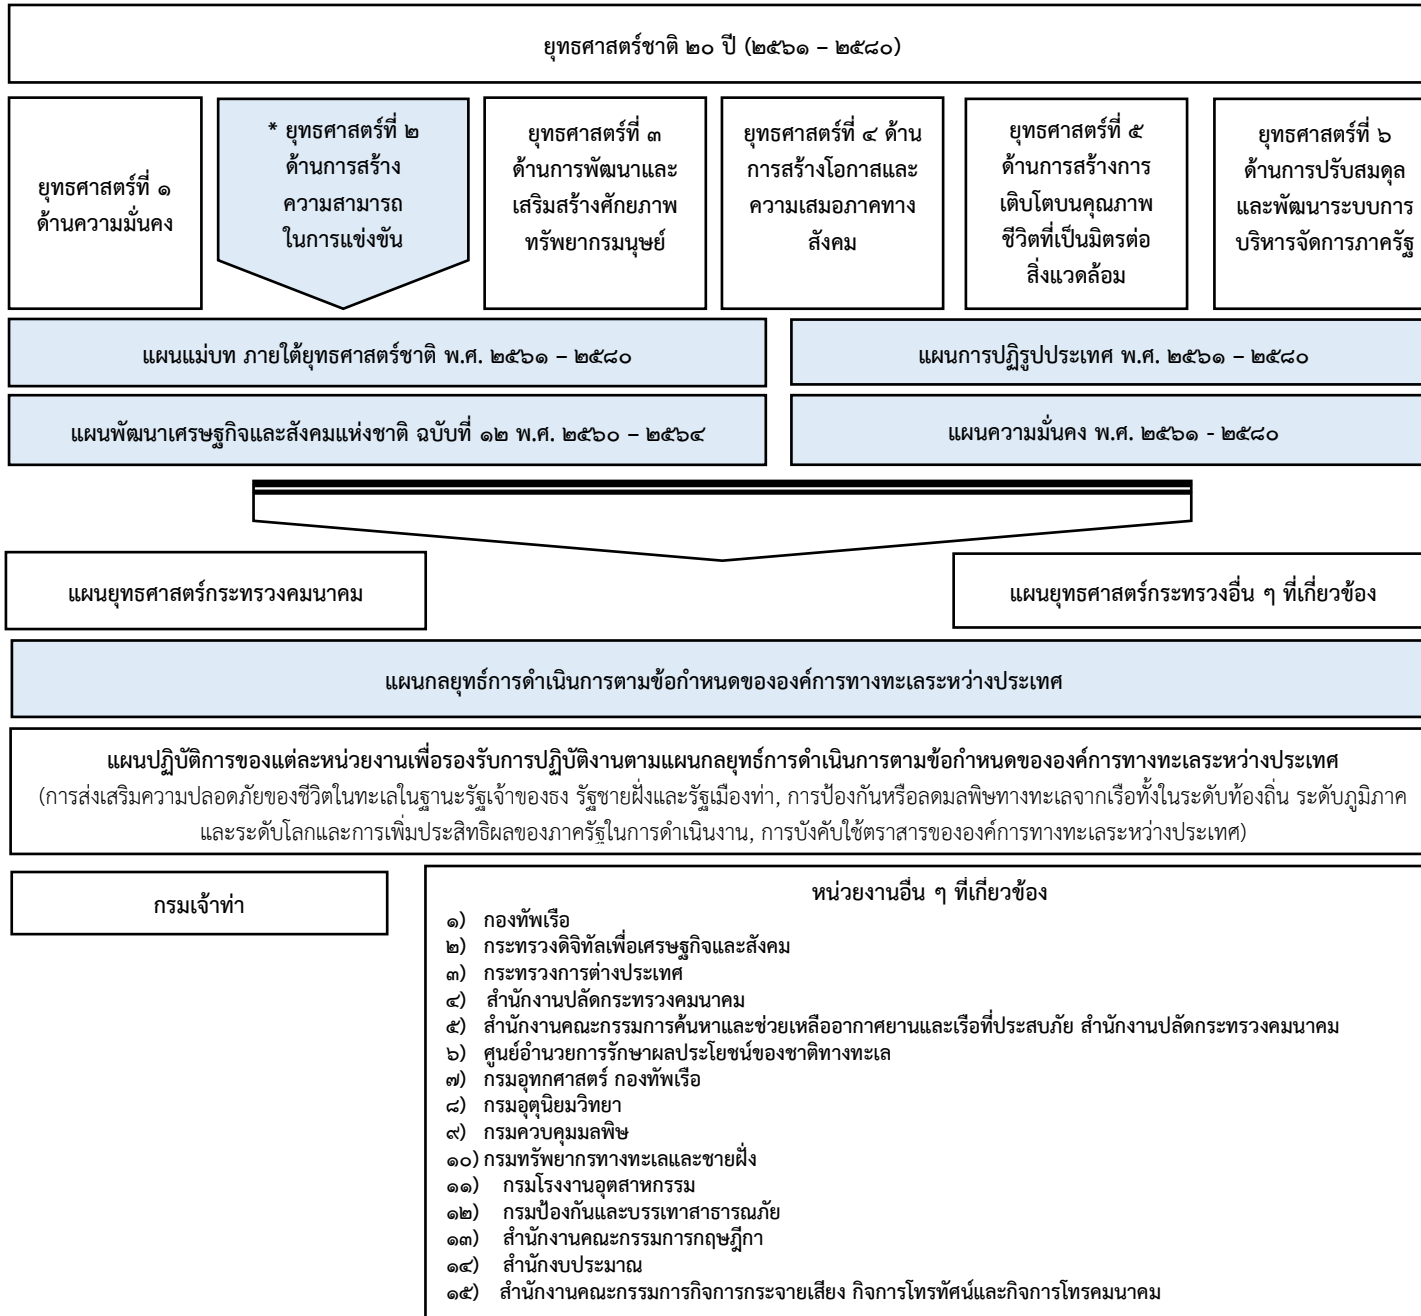 ยุทธศาสตร์ชาติ ๒๐ ปี (๒๕๖๑ – ๒๕๘๐)
ยุทธศาสตร์ที่ ๑
ด้านความมั่นคง
* ยุทธศาสตร์ที่ ๒
ด้านการสร้าง
ความสามารถ
ในการแข่งขัน
ยุทธศาสตร์ที่ ๓
ด้านการพัฒนาและ
เสริมสร้างศักยภาพ
ทรัพยากรมนุษย์
ยุทธศาสตร์ที่ ๔ ด้าน
การสร้างโอกาสและ
ความเสมอภาคทาง
สังคม
ยุทธศาสตร์ที่ ๕
ด้านการสร้างการ
เติบโตบนคุณภาพ
ชีวิตที่เป็นมิตรต่อ
สิ่งแวดล้อม
ยุทธศาสตร์ที่ ๖
ด้านการปรับสมดุล
และพัฒนาระบบการ
บริหารจัดการภาครัฐ
แผนแม่บท ภายใต้ยุทธศาสตร์ชาติ พ.ศ. ๒๕๖๑ – ๒๕๘๐
แผนการปฏิรูปประเทศ พ.ศ. ๒๕๖๑ – ๒๕๘๐
แผนพัฒนาเศรษฐกิจและสังคมแห่งชาติ ฉบับที่ ๑๒ พ.ศ. ๒๕๖๐ – ๒๕๖๔
แผนความมั่นคง พ.ศ. ๒๕๖๑ - ๒๕๘๐
แผนยุทธศาสตร์กระทรวงคมนาคม
แผนยุทธศาสตร์กระทรวงอื่น ๆ ที่เกี่ยวข้อง
แผนกลยุทธ์การดำเนินการตามข้อกำหนดขององค์การทางทะเลระหว่างประเทศ
แผนปฏิบัติการของแต่ละหน่วยงานเพื่อรองรับการปฏิบัติงานตามแผนกลยุทธ์การดำเนินการตามข้อกำหนดขององค์การทางทะเลระหว่างประเทศ
(การส่งเสริมความปลอดภัยของชีวิตในทะเลในฐานะรัฐเจ้าของธง รัฐชายฝั่งและรัฐเมืองท่า, การป้องกันหรือลดมลพิษทางทะเลจากเรือทั้งในระดับท้องถิ่น ระดับภูมิภาค
และระดับโลกและการเพิ่มประสิทธิผลของภาครัฐในการดำเนินงาน, การบังคับใช้ตราสารขององค์การทางทะเลระหว่างประเทศ)
กรมเจ้าท่า
หน่วยงานอื่น ๆ ที่เกี่ยวข้อง
๑) กองทัพเรือ
๒) กระทรวงดิจิทัลเพื่อเศรษฐกิจและสังคม
๓) กระทรวงการต่างประเทศ
๔) สำนักงานปลัดกระทรวงคมนาคม
๕) สำนักงานคณะกรรมการค้นหาและช่วยเหลืออากาศยานและเรือที่ประสบภัย สำนักงานปลัดกระทรวงคมนาคม
๖) ศูนย์อำนวยการรักษาผลประโยชน์ของชาติทางทะเล
๗) กรมอุทกศาสตร์ กองทัพเรือ
๘) กรมอุตุนิยมวิทยา
๙) กรมควบคุมมลพิษ
๑๐) กรมทรัพยากรทางทะเลและชายฝั่ง
๑๑) กรมโรงงานอุตสาหกรรม
๑๒) กรมป้องกันและบรรเทาสาธารณภัย
๑๓) สำนักงานคณะกรรมการกฤษฎีกา
๑๔) สำนักงบประมาณ
๑๕) สำนักงานคณะกรรมการกิจการกระจายเสียง กิจการโทรทัศน์และกิจการโทรคมนาคม